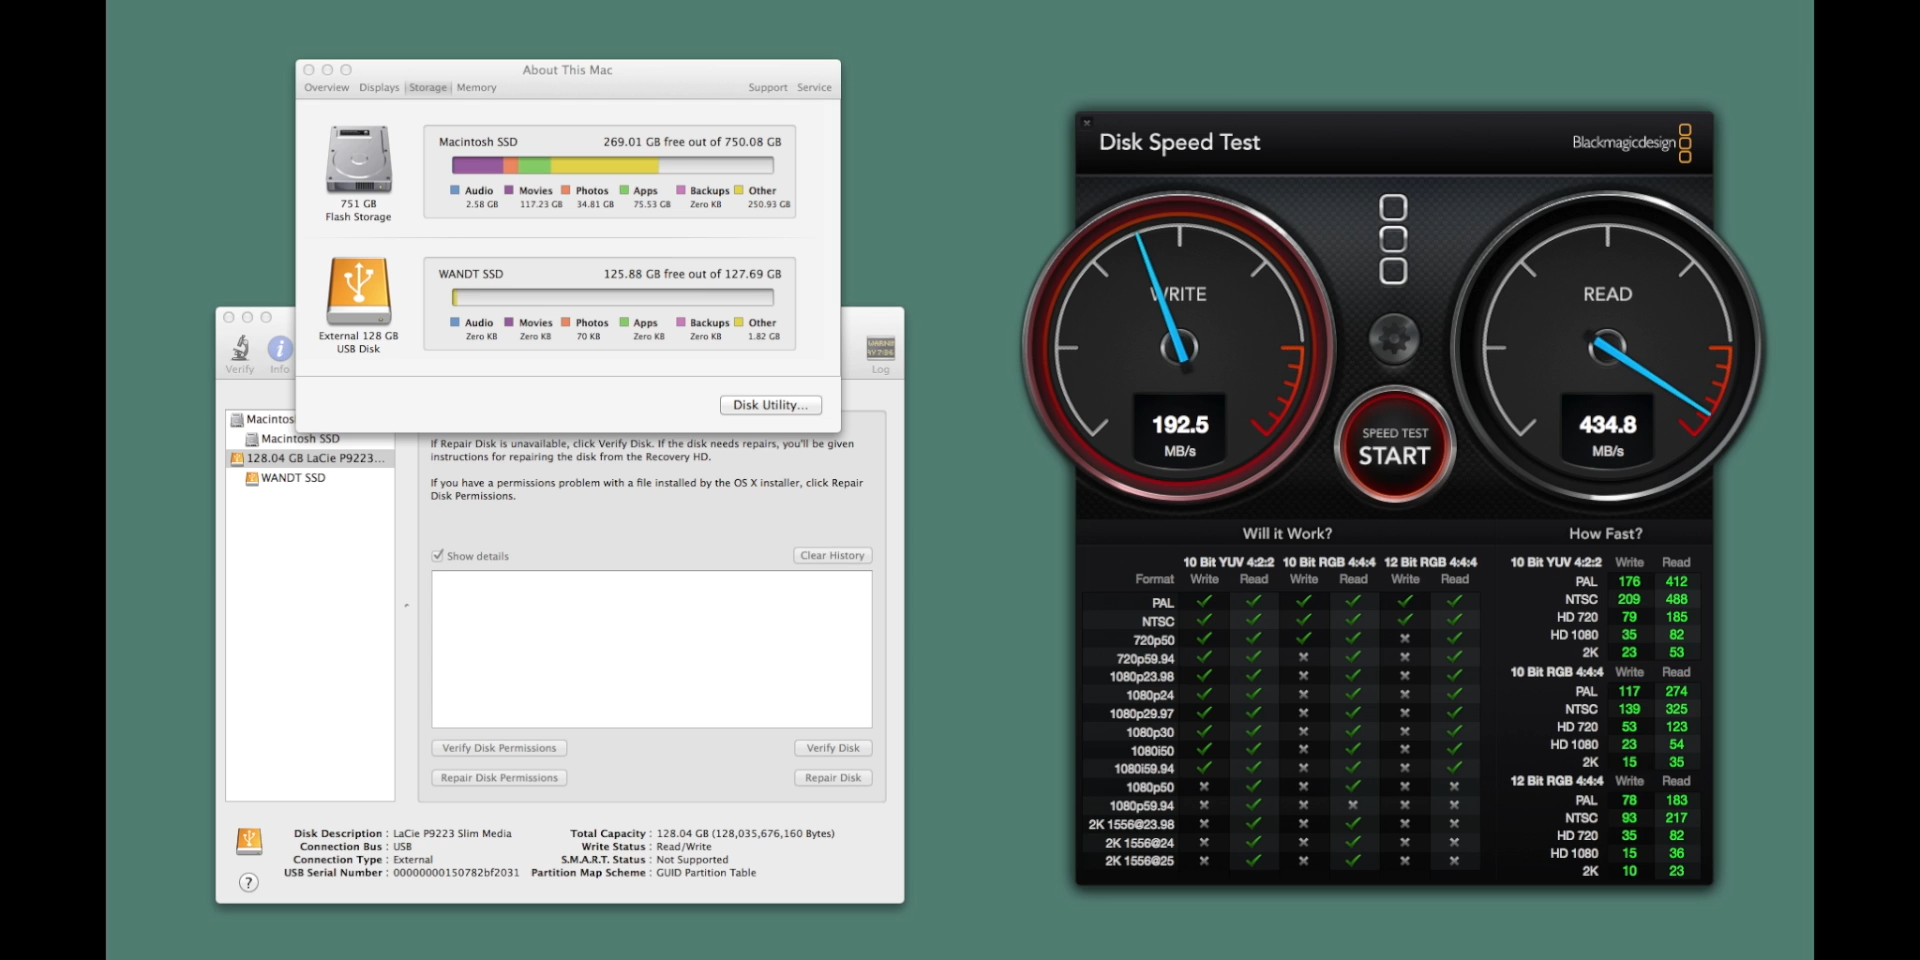 About This Mac
Overview Displays Storage Memory Support Service
Macintosh SSD 269.01 GB free out of 750.08 GB
Audio Movies Photos Apps Backups Other
2.58 GB 117.23 GB 34.81 GB 75.53 GB Zero KB 250.93 GB
751 GB
Flash Storage
WANDT SSD 125.88 GB free out of 127.69 GB
Audio Movies Photos Apps Backups Other
Zero KB Zero KB 70 KB Zero KB Zero KB 1.82 GB
External 128 GB
USB Disk
Disk Utility...
Verify Info Log
Macintos
Macintosh SSD
128.04 GB LaCie P9223...
WANDT SSD
If Repair Disk is unavailable, click Verify Disk. If the disk needs repairs, you'll be given
instructions for repairing the disk from the Recovery HD.
If you have a permissions problem with a file installed by the OS X installer, click Repair
Disk Permissions.
Show details Clear History
Verify Disk Permissions Verify Disk
Repair Disk Permissions Repair Disk
Disk Description : LaCie P9223 Slim Media Total Capacity : 128.04 GB (128,035,676,160 Bytes)
Connection Bus : USB Write Status : Read/Write
Connection Type : External S.M.A.R.T. Status : Not Supported
USB Serial Number : 00000000150782bf2031 Partition Map Scheme : GUID Partition Table
?
Disk Speed Test Blackmagicdesign
WRITE
192.5
MB/s
SPEED TEST
START
READ
434.8
MB/s
Will it Work?
10 Bit YUV 4:2:2 10 Bit RGB 4:4:4 12 Bit RGB 4:4:4
Format Write Read Write Read Write Read
PAL
NTSC
720p50
720p59.94
1080p23.98
1080p24
1080p29.97
1080p30
1080i50
1080i59.94
1080p50
1080p59.94
2K 1556@23.98
2K 1556@24
2K 1556@25
How Fast?
10 Bit YUV 4:2:2 Write Read
PAL 176 412
NTSC 209 488
HD 720 79 185
HD 1080 35 82
2K 23 53
10 Bit RGB 4:4:4 Write Read
PAL 117 274
NTSC 139 325
HD 720 53 123
HD 1080 23 54
2K 15 35
12 Bit RGB 4:4:4 Write Read
PAL 78 183
NTSC 93 217
HD 720 35 82
HD 1080 15 36
2K 10 23